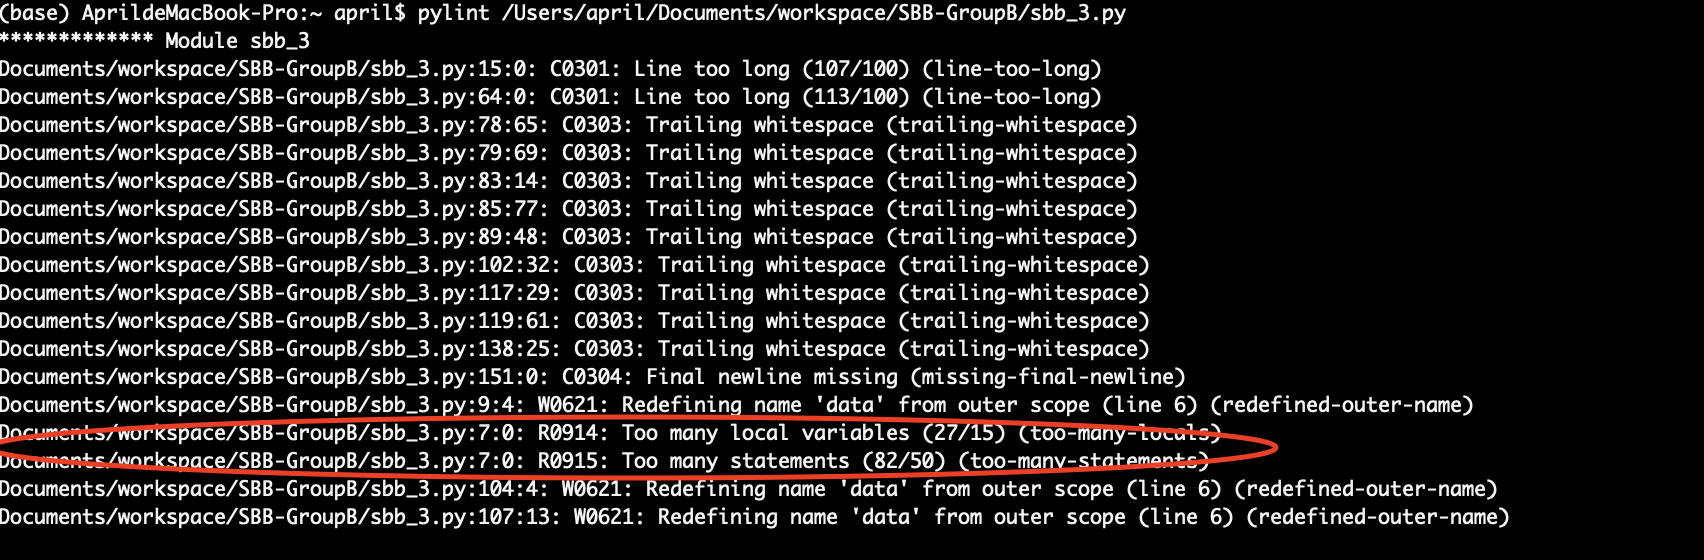 (base) AprildeMacBook-Pro:~ april$ pylint /Users/april/Documents/workspace/SBB-GroupB/sbb_3.py
************* Module sbb_3
Documents/workspace/SBB-GroupB/sbb_3.py:15:0: C0301: Line too long (107/100) (line-too-long)
Documents/workspace/SBB-GroupB/sbb_3.py:64:0: C0301: Line too long (113/100) (line-too-long)
Documents/workspace/SBB-GroupB/sbb_3.py:78:65: C0303: Trailing whitespace (trailing-whitespace)
Documents/workspace/SBB-GroupB/sbb_3.py:79:69: C0303: Trailing whitespace (trailing-whitespace)
Documents/workspace/SBB-GroupB/sbb_3.py:83:14: C0303: Trailing whitespace (trailing-whitespace)
Documents/workspace/SBB-GroupB/sbb_3.py:85:77: C0303: Trailing whitespace (trailing-whitespace)
Documents/workspace/SBB-GroupB/sbb_3.py:89:48: C0303: Trailing whitespace (trailing-whitespace)
Documents/workspace/SBB-GroupB/sbb_3.py:102:32: C0303: Trailing whitespace (trailing-whitespace)
Documents/workspace/SBB-GroupB/sbb_3.py:117:29: C0303: Trailing whitespace (trailing-whitespace)
Documents/workspace/SBB-GroupB/sbb_3.py:119:61: C0303: Trailing whitespace (trailing-whitespace)
Documents/workspace/SBB-GroupB/sbb_3.py:138:25: C0303: Trailing whitespace (trailing-whitespace)
Documents/workspace/SBB-GroupB/sbb_3.py:151:0: C0304: Final newline missing (missing-final-newline)
Documents/workspace/SBB-GroupB/sbb_3.py:9:4: W0621: Redefining name 'data' from outer scope (line 6) (redefined-outer-name)
Documents/workspace/SBB-GroupB/sbb_3.py:7:0: R0914: Too many local variables (27/15) (too-many-locals)
Documents/workspace/SBB-GroupB/sbb_3.py:7:0: R0915: Too many statements (82/50) (too-many-statements)
Documents/workspace/SBB-GroupB/sbb_3.py:104:4: W0621: Redefining name 'data' from outer scope (line 6) (redefined-outer-name)
Documents/workspace/SBB-GroupB/sbb_3.py:107:13: W0621: Redefining name 'data' from outer scope (line 6) (redefined-outer-name)